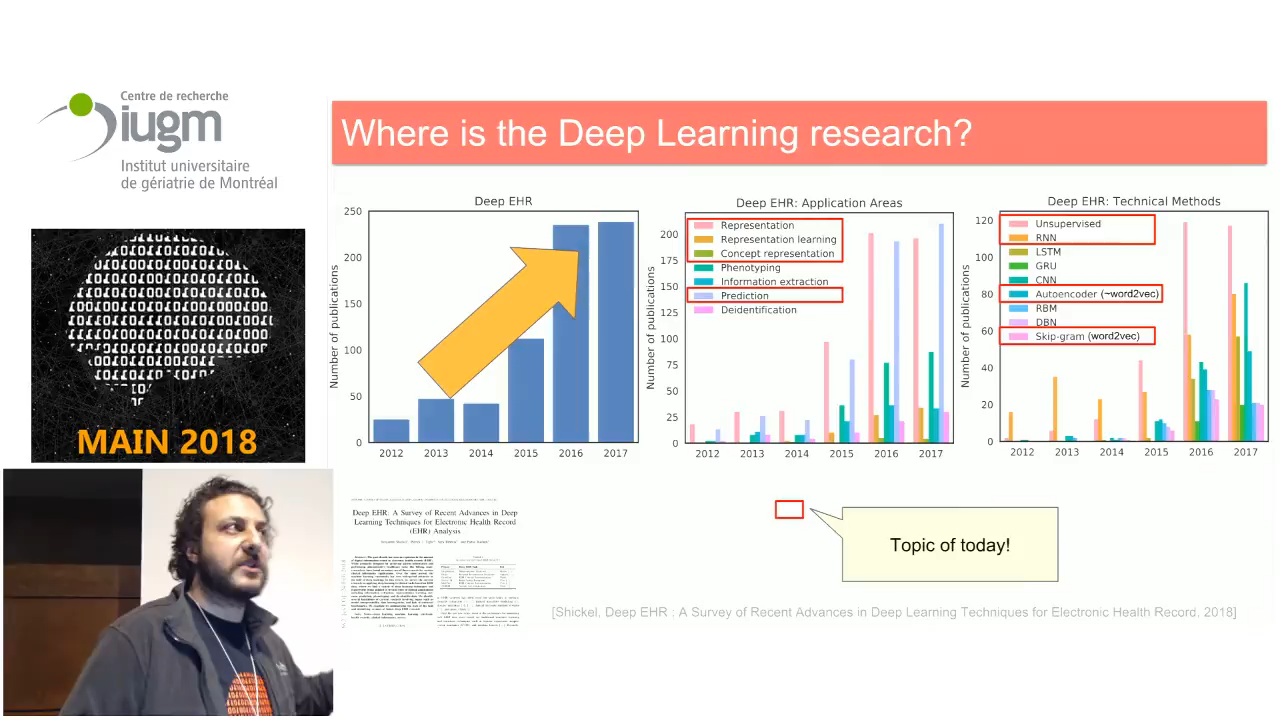 Centre de recherche
iugm
Institut universitaire
de gériatrie de Montréal
MAIN 2018
Where is the Deep Learning research?
Deep EHR
Number of publications
250
200
150
100
50
0
2012 2013 2014 2015 2016 2017
Deep EHR: Application Areas
Number of publications
200
175
150
125
100
75
50
25
0
Representation
Representation learning
Concept representation
Phenotyping
Information extraction
Prediction
Deidentification
2012 2013 2014 2015 2016 2017
Deep EHR: Technical Methods
Number of publications
120
100
80
60
40
20
0
Unsupervised
RNN
LSTM
GRU
CNN
Autoencoder (~word2vec)
RBM
DBN
Skip-gram (word2vec)
2012 2013 2014 2015 2016 2017
Deep EHR: A Survey of Recent Advances in Deep
Learning Techniques for Electronic Health Record
(EHR) Analysis
Topic of today!
[Shickel, Deep EHR : A Survey of Recent Advances in Deep Learning Techniques for Electronic Health Record, 2018]